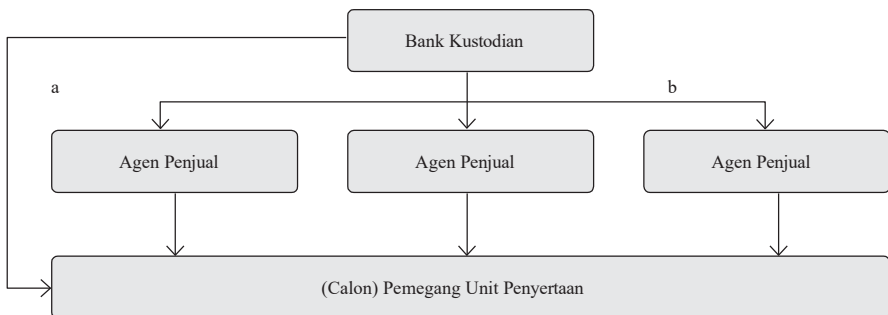 Bank Kustodian
a
b
Agen Penjual
Agen Penjual
Agen Penjual
(Calon) Pemegang Unit Penyertaan